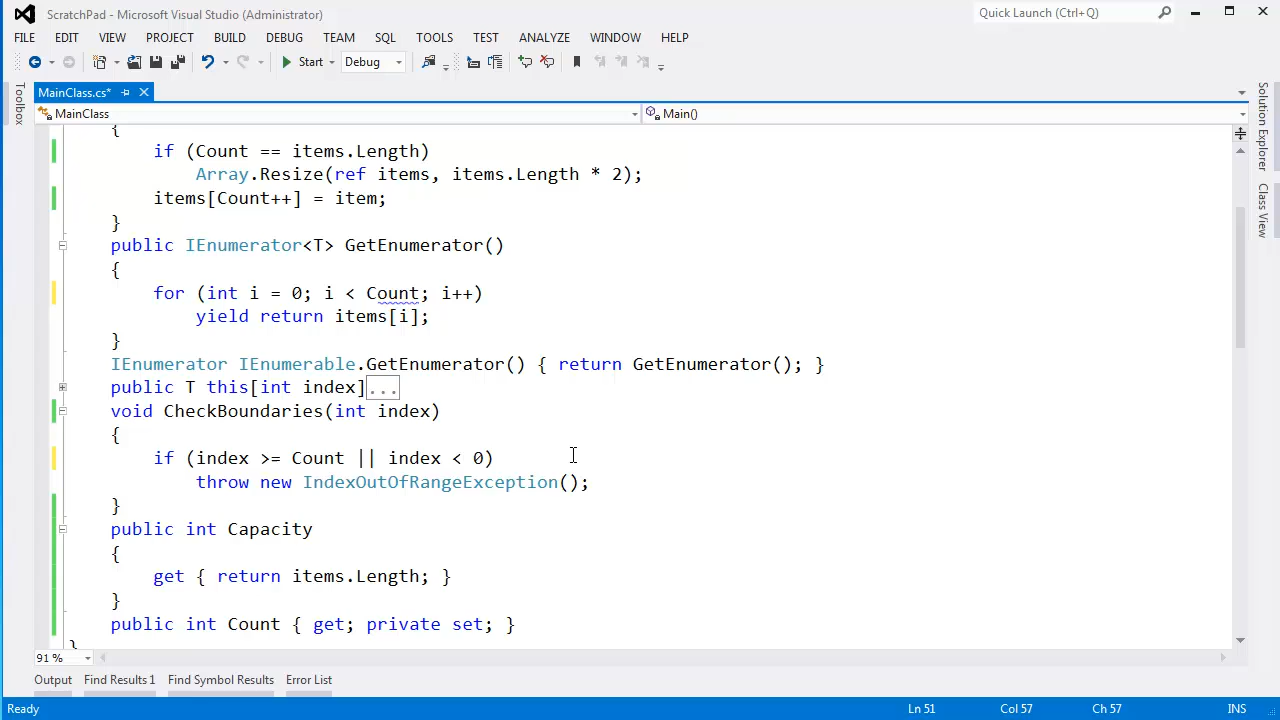 ScratchPad - Microsoft Visual Studio (Administrator)
Quick Launch (Ctrl+Q)
FILE EDIT VIEW PROJECT BUILD DEBUG TEAM SQL TOOLS TEST ANALYZE WINDOW HELP
Start Debug
Toolbox
MainClass.cs*
MainClass Main()
{
if (Count == items.Length)
Array.Resize(ref items, items.Length * 2);
items[Count++] = item;
}
public IEnumerator<T> GetEnumerator()
{
for (int i = 0; i < Count; i++)
yield return items[i];
}
IEnumerator IEnumerable.GetEnumerator() { return GetEnumerator(); }
public T this[int index]...
void CheckBoundaries(int index)
{
if (index >= Count || index < 0)
throw new IndexOutOfRangeException();
}
public int Capacity
{
get { return items.Length; }
}
public int Count { get; private set; }
}
Solution Explorer
Class View
91 %
Output Find Results 1 Find Symbol Results Error List
Ready Ln 51 Col 57 Ch 57 INS